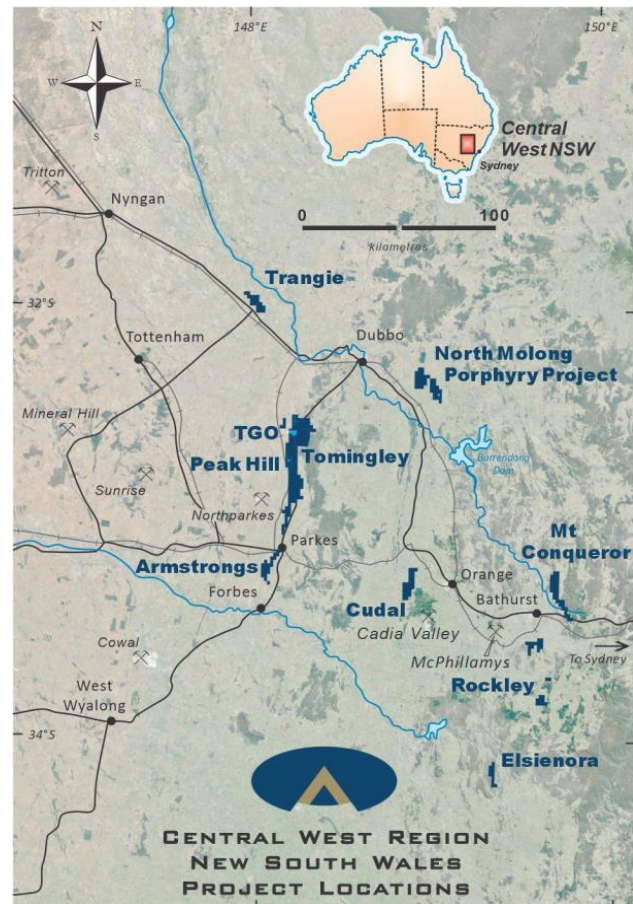 148°E
150°E
N
W
E
S
Central
West NSW
Sydney
Tritton
Nyngan
0
100
kilometres
Trangie
32°S
Tottenham
Dubbo
North Molong
Porphyry Project
Mineral Hill
TGO
Tomingley
Peak Hill
Sunrise
Northparkes
Burrendong
Dam
Parkes
Mt
Conqueror
Armstrongs
Orange
Forbes
Cudal
Bathurst
Cadia Valley
McPhillamys
To Sydney
Cowal
Rockley
West
Wyalong
34°S
Elsienora
Central West Region
New South Wales
Project Locations